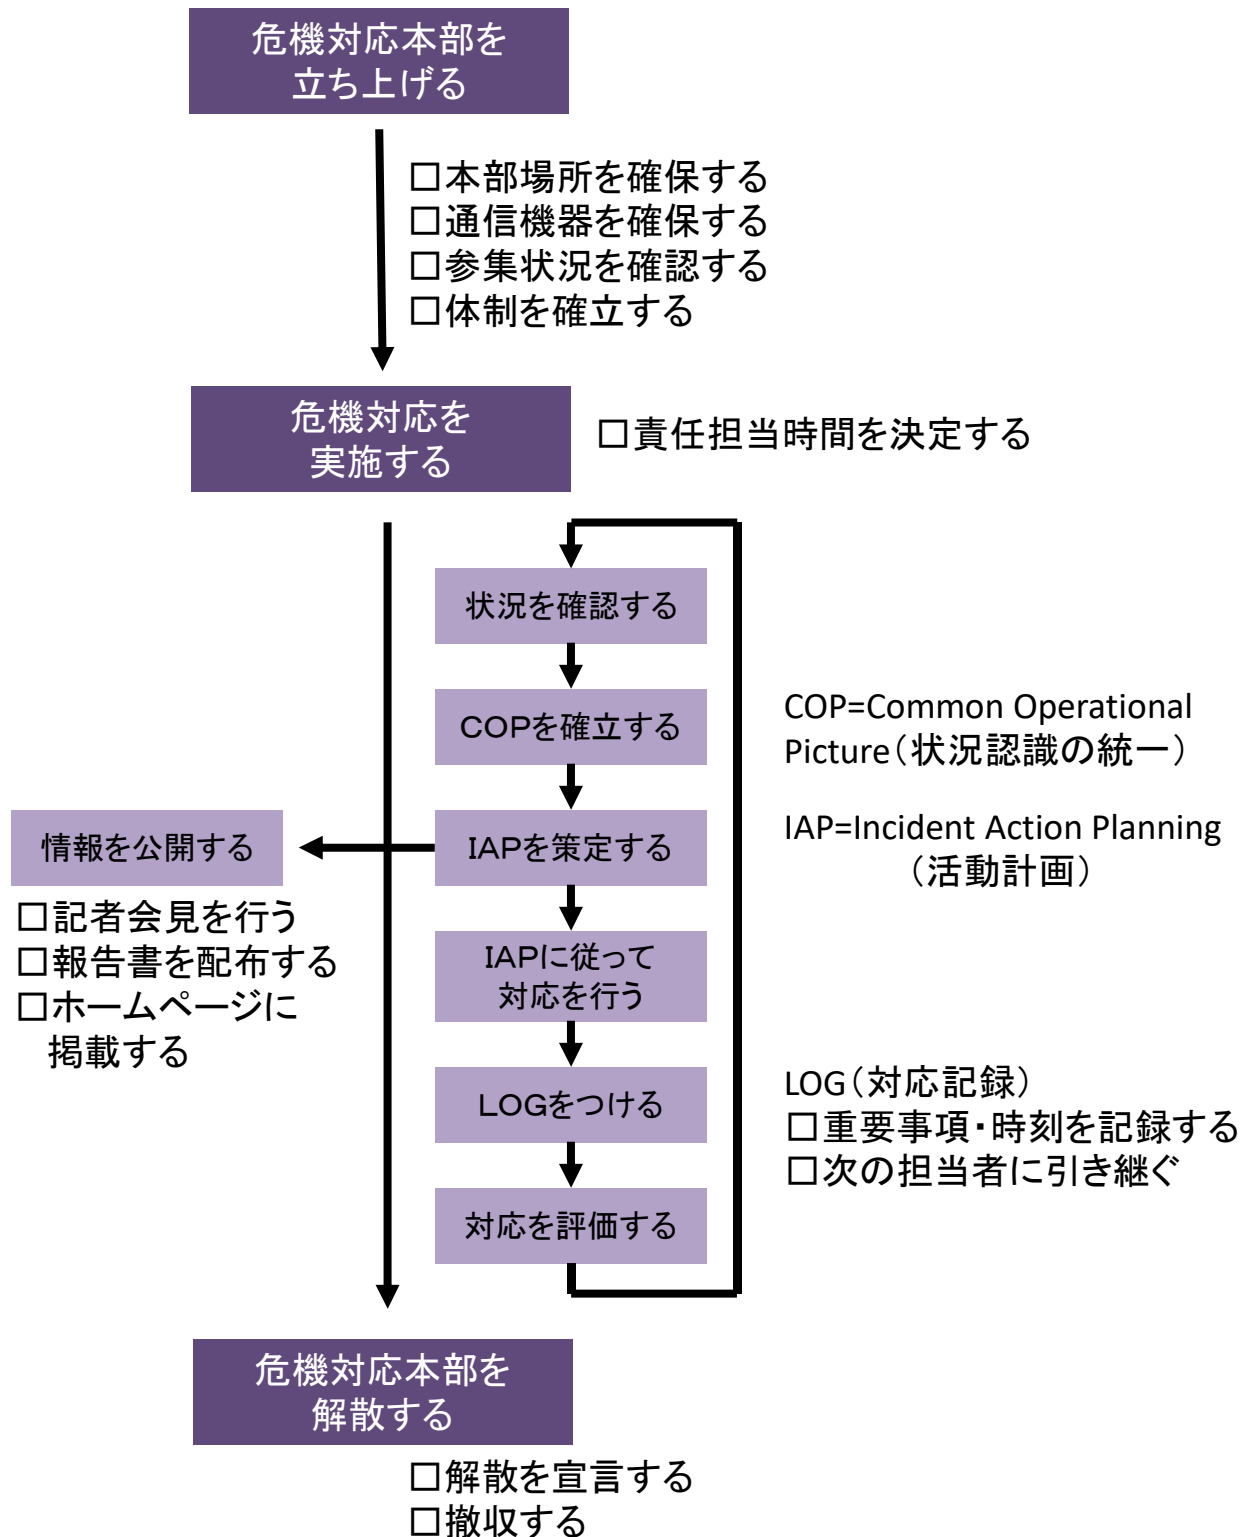 危機対応本部を
立ち上げる
□本部場所を確保する
□通信機器を確保する
□参集状況を確認する
□体制を確立する
危機対応を
実施する
□責任担当時間を決定する
状況を確認する
COPを確立する
COP=Common Operational
Picture（状況認識の統一）
情報を公開する
□記者会見を行う
□報告書を配布する
□ホームページに
掲載する
IAPを策定する
IAP=Incident Action Planning
（活動計画）
IAPに従って
対応を行う
LOGをつける
LOG（対応記録）
□重要事項・時刻を記録する
□次の担当者に引き継ぐ
対応を評価する
危機対応本部を
解散する
□解散を宣言する
□撤収する